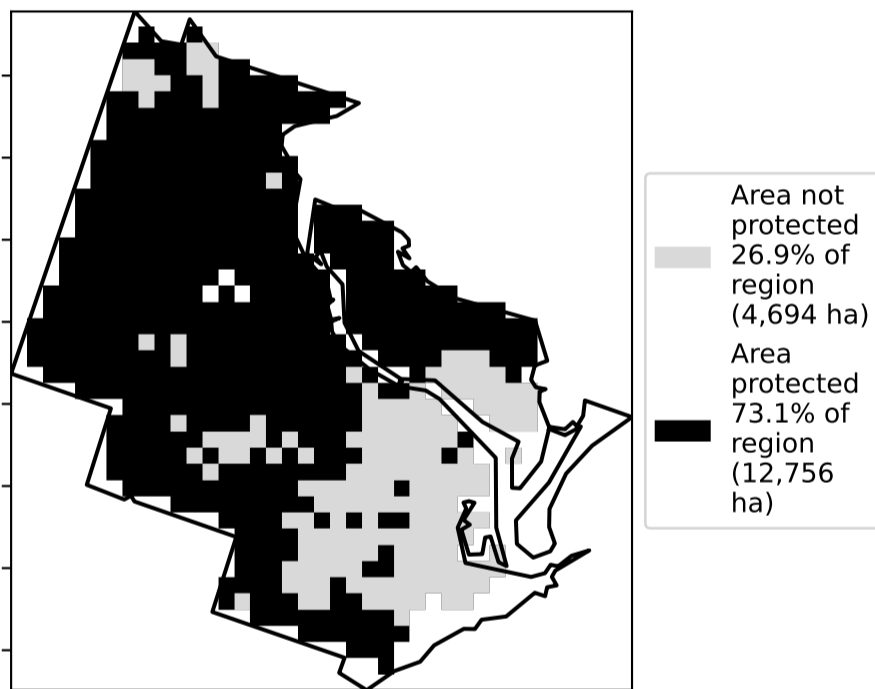 Area not
protected
26.9% of
region
(4,694 ha)
Area
protected
73.1% of
region
(12,756
ha)